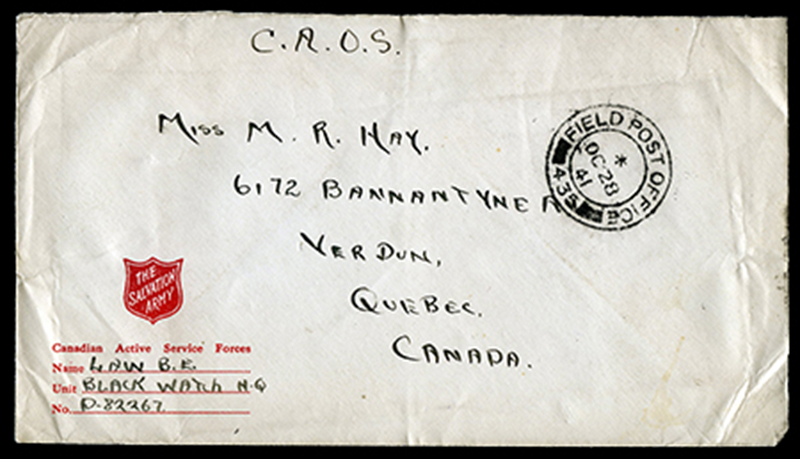 C.A.O.S.
Miss M. R. Hay.
6172 BANNANTYNE A
VERDUN,
QUEBEC.
CANADA.
FIELD POST OFFICE
435
*
OC 28
41
THE
SALVATION
ARMY
Canadian Active Service Forces
Name LAW B.E.
Unit BLACK WATCH H.Q
No. D-82267